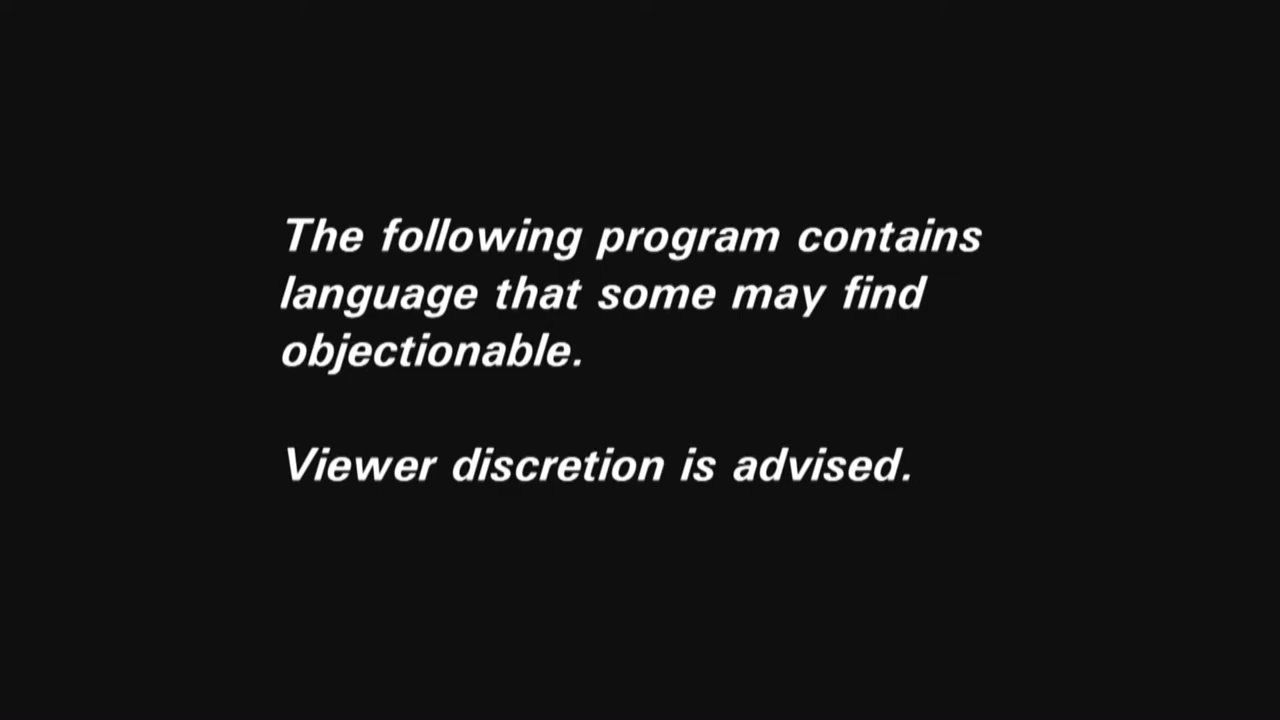 The following program contains
language that some may find
objectionable.
Viewer discretion is advised.